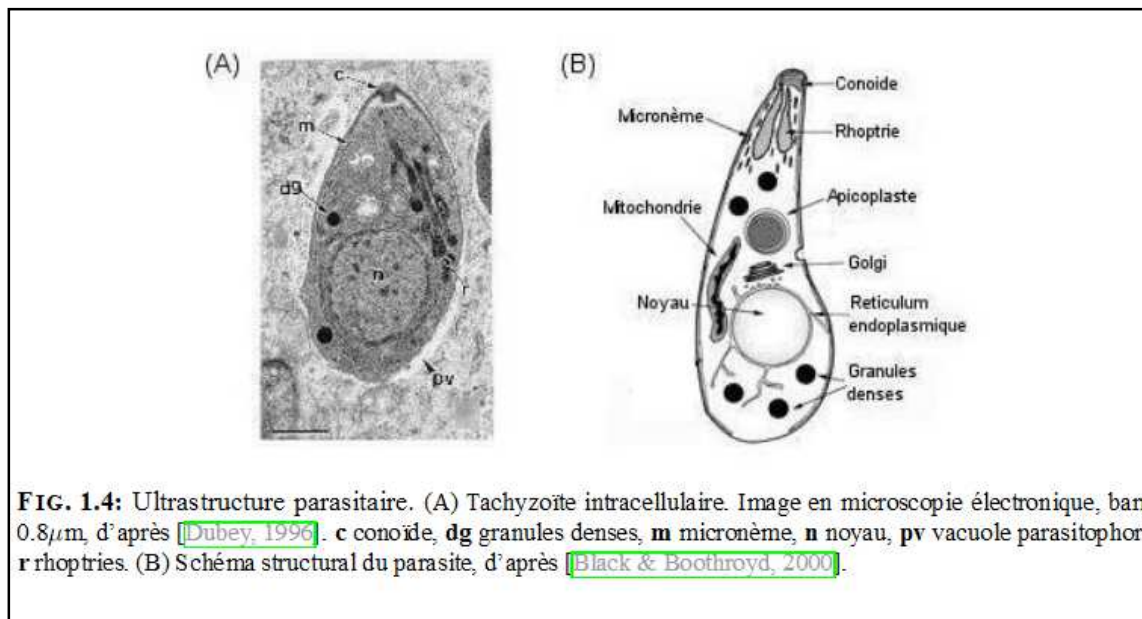 (A)
c
m
dg
n
r
pv
(B)
Conoide
Micronème
Rhoptrie
Apicoplaste
Mitochondrie
Golgi
Noyau
Reticulum
endoplasmique
Granules
denses
FIG. 1.4: Ultrastructure parasitaire. (A) Tachyzoïte intracellulaire. Image en microscopie électronique,
0.8μm, d'après [Dubey, 1996]. c conoïde, dg granules denses, m micronème, n noyau, pv vacuole
r rhoptries. (B) Schéma structural du parasite, d'après [Black & Boothroyd, 2000].